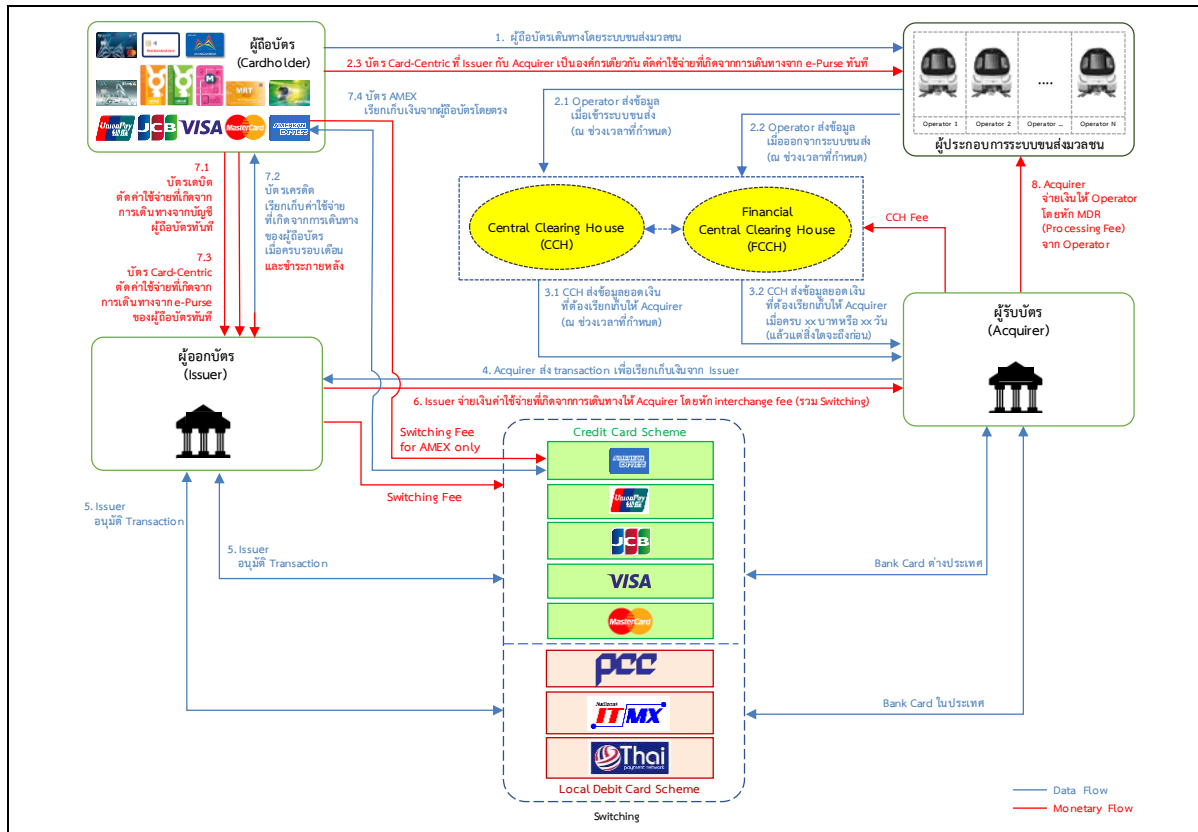 ผู้ถือบัตร
(Cardholder)
MRT
UnionPay
JCB
VISA
MasterCard
AMERICAN EXPRESS
1. ผู้ถือบัตรเดินทางโดยระบบขนส่งมวลชน
2.3 บัตร Card-Centric ที่ Issuer กับ Acquirer เป็นองค์กรเดียวกัน ตัดค่าใช้จ่ายที่เกิดจากการเดินทางจาก e-Purse ทันที
7.4 บัตร AMEX
เรียกเก็บเงินจากผู้ถือบัตรโดยตรง
2.1 Operator ส่งข้อมูล
เมื่อเข้าระบบขนส่ง
(ณ ช่วงเวลาที่กำหนด)
2.2 Operator ส่งข้อมูล
เมื่อออกจากระบบขนส่ง
(ณ ช่วงเวลาที่กำหนด)
....
Operator 1
Operator 2
Operator ...
Operator N
ผู้ประกอบการระบบขนส่งมวลชน
7.1
บัตรเดบิต
ตัดค่าใช้จ่ายที่เกิดจาก
การเดินทางจากบัญชี
ผู้ถือบัตรทันที
7.2
บัตรเครดิต
เรียกเก็บค่าใช้จ่าย
ที่เกิดจากการเดินทาง
ของผู้ถือบัตร
เมื่อครบรอบเดือน
และชำระภายหลัง
7.3
บัตร Card-Centric
ตัดค่าใช้จ่ายที่เกิดจาก
การเดินทางจาก e-Purse
ของผู้ถือบัตรทันที
Central Clearing House
(CCH)
Financial
Central Clearing House
(FCCH)
CCH Fee
8. Acquirer
จ่ายเงินให้ Operator
โดยหัก MDR
(Processing Fee)
จาก Operator
3.1 CCH ส่งข้อมูลยอดเงิน
ที่ต้องเรียกเก็บให้ Acquirer
(ณ ช่วงเวลาที่กำหนด)
3.2 CCH ส่งข้อมูลยอดเงิน
ที่ต้องเรียกเก็บให้ Acquirer
เมื่อครบ xx บาทหรือ xx วัน
(แล้วแต่สิ่งใดจะถึงก่อน)
ผู้ออกบัตร
(Issuer)
ผู้รับบัตร
(Acquirer)
4. Acquirer ส่ง transaction เพื่อเรียกเก็บเงินจาก Issuer
6. Issuer จ่ายเงินค่าใช้จ่ายที่เกิดจากการเดินทางให้ Acquirer โดยหัก interchange fee (รวม Switching)
Switching Fee
for AMEX only
Switching Fee
5. Issuer
อนุมัติ Transaction
5. Issuer
อนุมัติ Transaction
Credit Card Scheme
AMERICAN EXPRESS
UnionPay
银联
JCB
VISA
MasterCard
PCC
National
ITMX
Thai
payment network
Local Debit Card Scheme
Switching
Bank Card ต่างประเทศ
Bank Card ในประเทศ
Data Flow
Monetary Flow